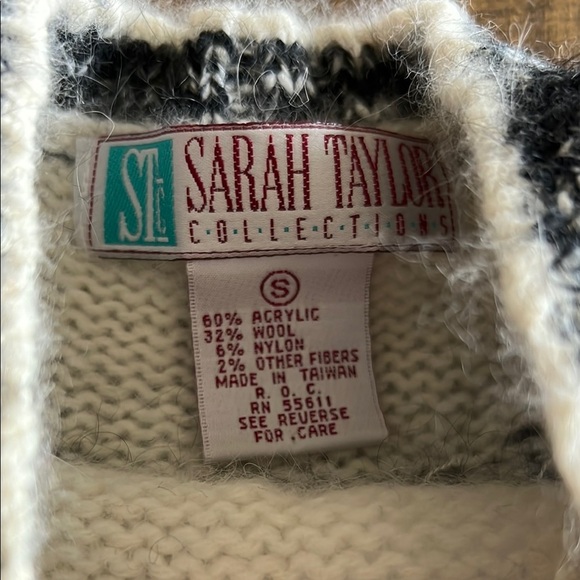 STc
SARAH TAYLOR
COLLECTIONS
S
60% ACRYLIC
32% WOOL
6% NYLON
2% OTHER FIBERS
MADE IN TAIWAN
R. O. C.
RN 55611
SEE REVERSE
FOR CARE